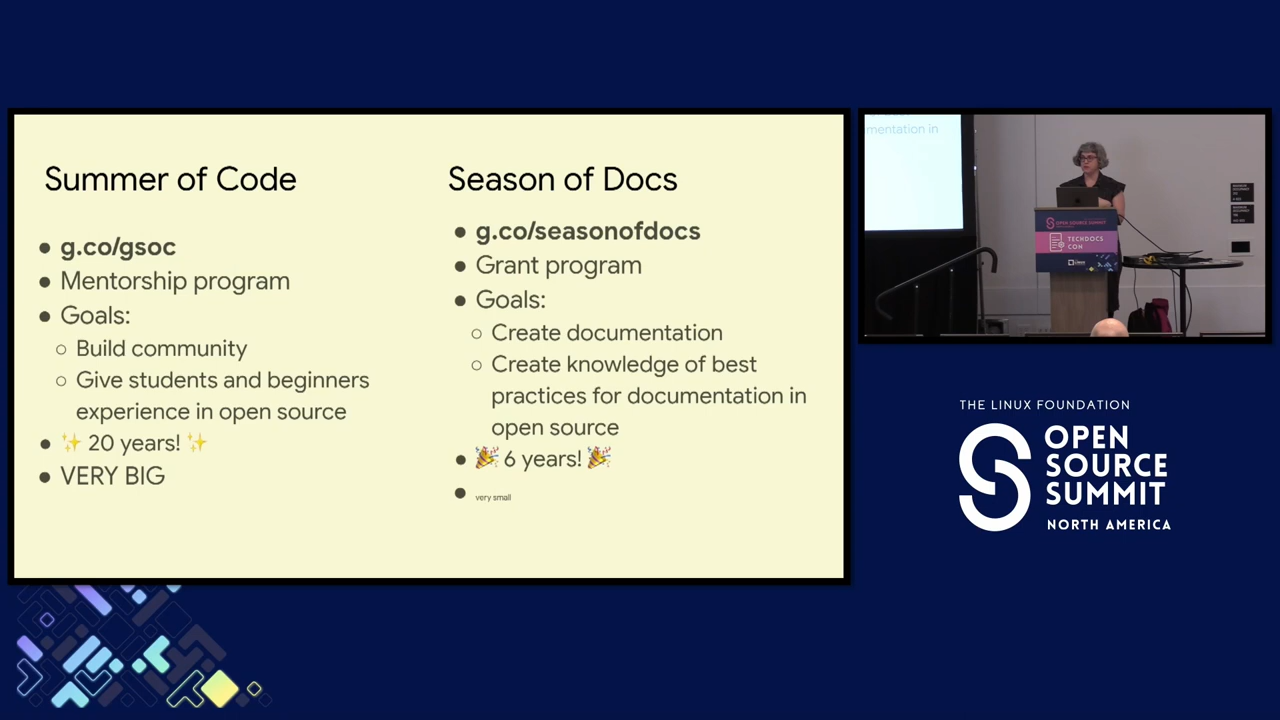 Summer of Code
g.co/gsoc
Mentorship program
Goals:
Build community
Give students and beginners
experience in open source
✨ 20 years! ✨
VERY BIG
Season of Docs
g.co/seasonofdocs
Grant program
Goals:
Create documentation
Create knowledge of best
practices for documentation in
open source
🎉 6 years! 🎉
very small
mentation in
OPEN SOURCE SUMMIT
TECHDOCS
CON
THE LINUX FOUNDATION
OPEN
SOURCE
SUMMIT
NORTH AMERICA